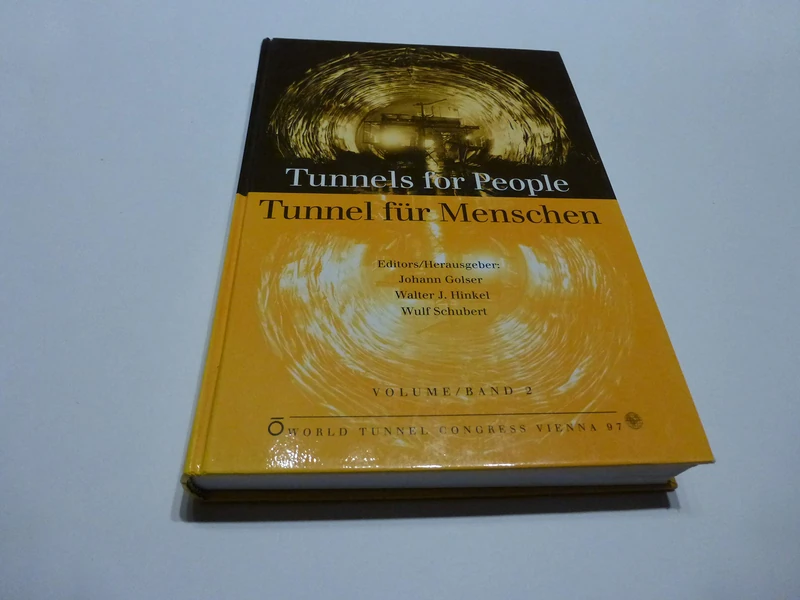 Tunnels for People
Tunnel für Menschen
Editors/Herausgeber:
Johann Golser
Walter J. Hinkel
Wulf Schubert
VOLUME/BAND 2
WORLD TUNNEL CONGRESS VIENNA 97